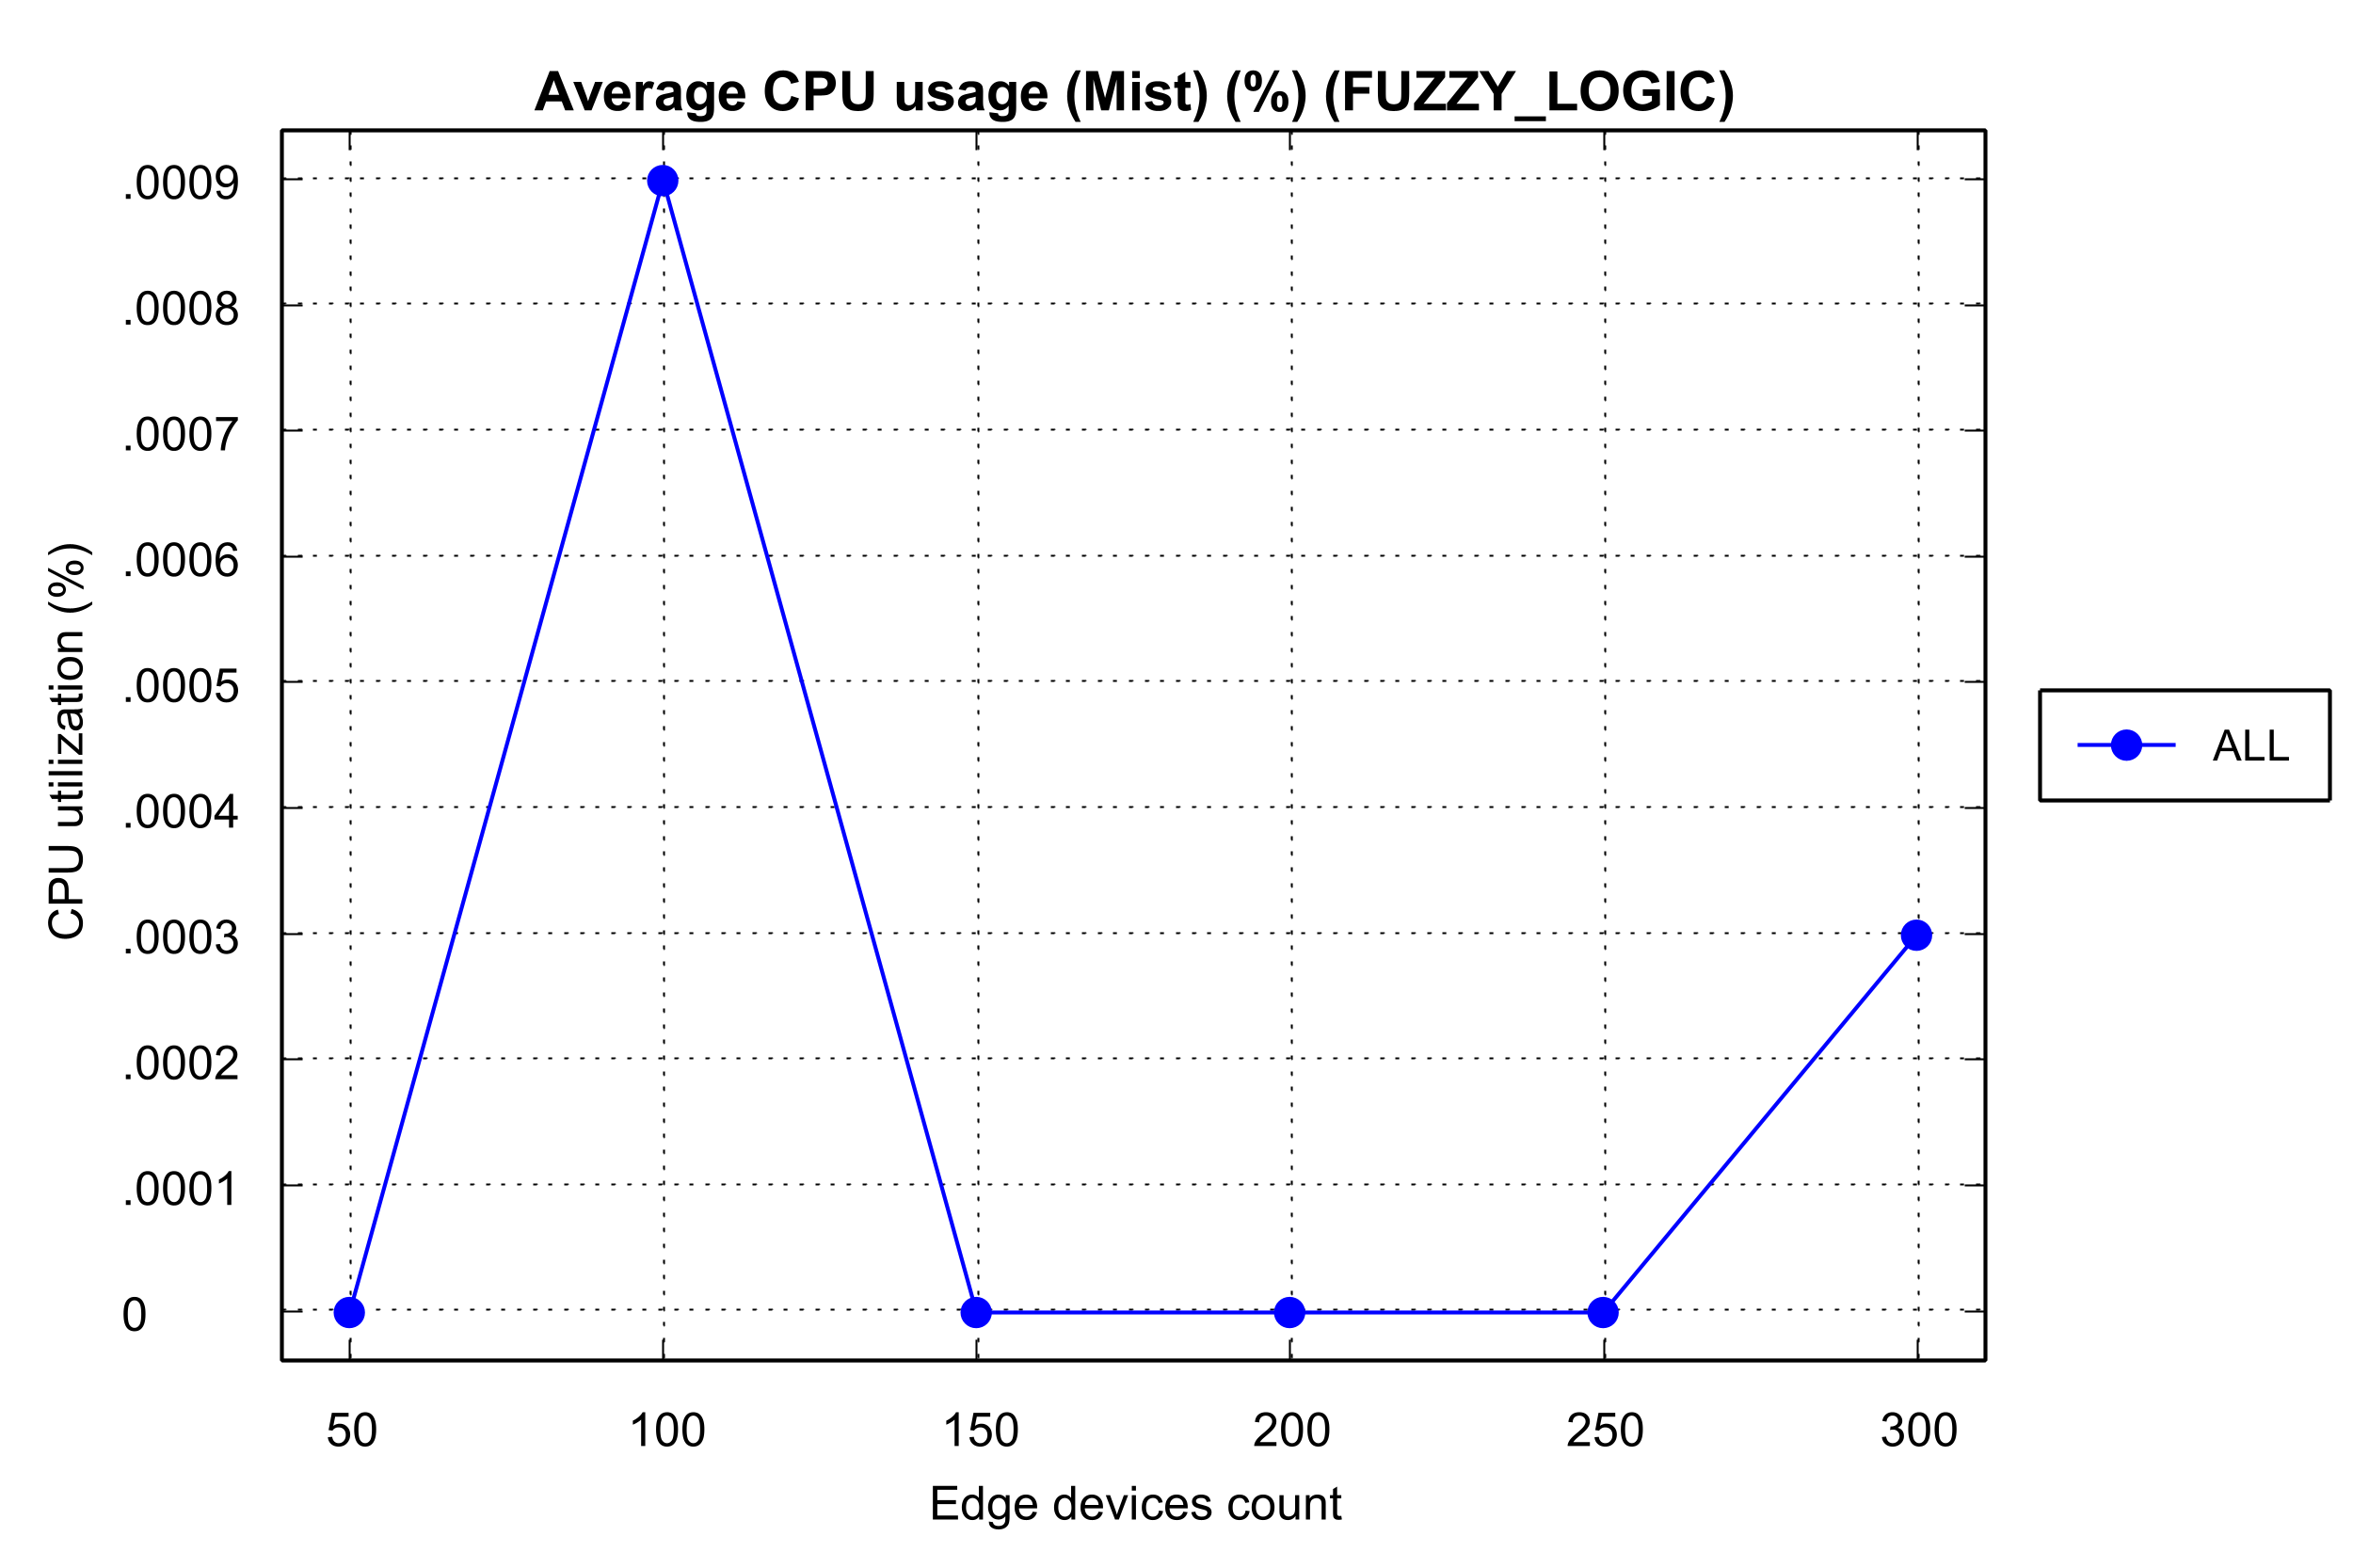 Average CPU usage (Mist) (%) (FUZZY_LOGIC)
.0009
.0008
.0007
.0006
.0005
.0004
.0003
.0002
.0001
0
CPU utilization (%)
50 100 150 200 250 300
Edge devices count
ALL